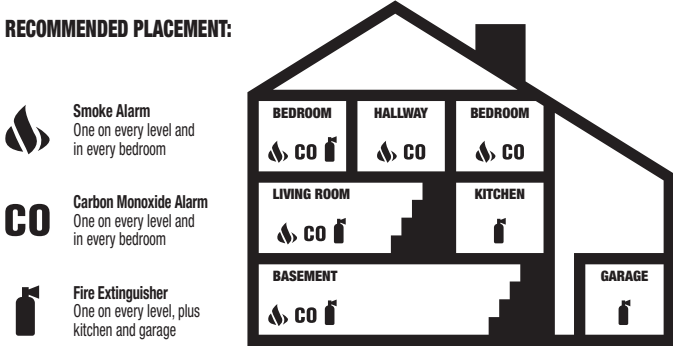 RECOMMENDED PLACEMENT:
Smoke Alarm
One on every level and
in every bedroom
CO
Carbon Monoxide Alarm
One on every level and
in every bedroom
Fire Extinguisher
One on every level, plus
kitchen and garage
BEDROOM
CO
HALLWAY
CO
BEDROOM
CO
LIVING ROOM
CO
KITCHEN
BASEMENT
CO
GARAGE